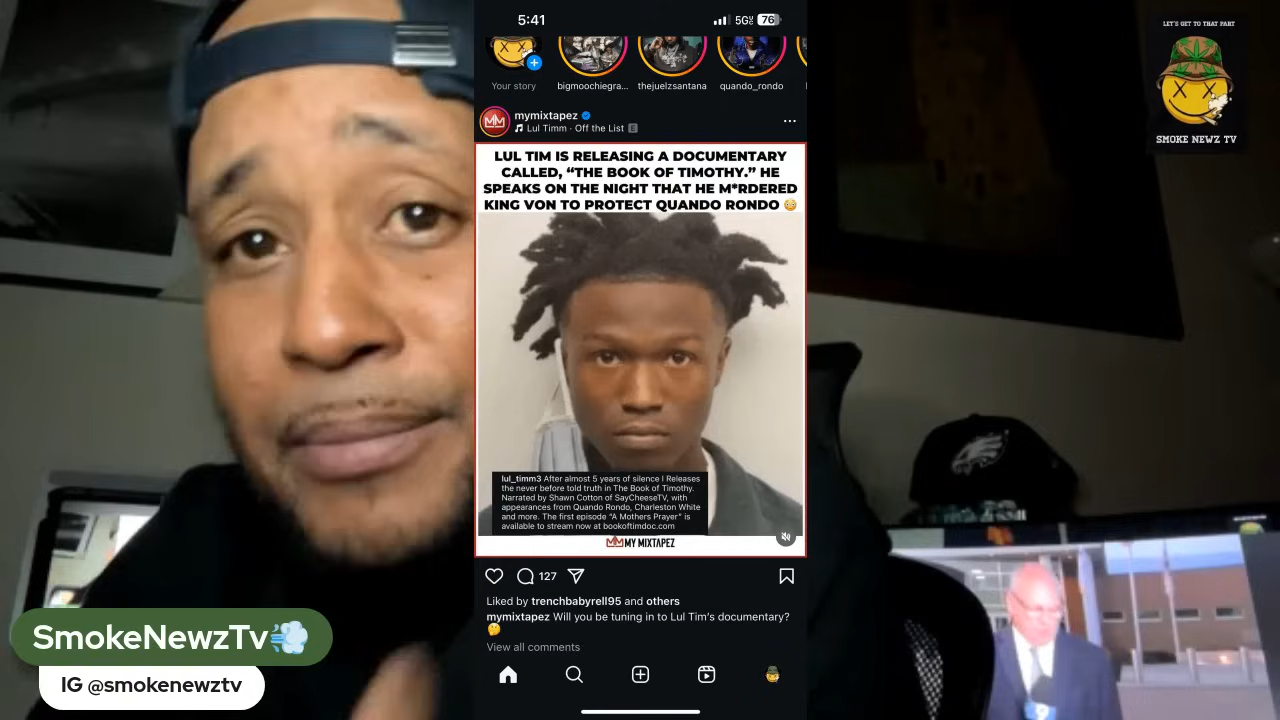 5:41
5G
76
Your story
bigmoochiegra...
thejuelzsantana
quando_rondo
mymixtapez
Lul Timm · Off the List E
LUL TIM IS RELEASING A DOCUMENTARY
CALLED, “THE BOOK OF TIMOTHY.” HE
SPEAKS ON THE NIGHT THAT HE M*RDERED
KING VON TO PROTECT QUANDO RONDO 😳
lul_timm3 After almost 5 years of silence I Releases
the never before told truth in The Book of Timothy.
Narrated by Shawn Cotton of SayCheeseTV, with
appearances from Quando Rondo, Charleston White
and more. The first episode “A Mothers Prayer” is
available to stream now at bookoftimdoc.com
MM MY MIXTAPEZ
127
Liked by trenchbabyrell95 and others
mymixtapez Will you be tuning in to Lul Tim’s documentary?
🤔
View all comments
LET'S GET TO THAT PART
SMOKE NEWZ TV
SmokeNewzTv💨
IG @smokenewztv